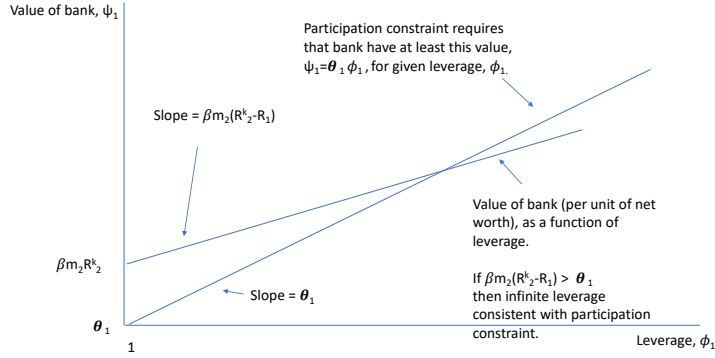 Value of bank, ψ₁
Participation constraint requires
that bank have at least this value,
ψ₁=θ₁ϕ₁, for given leverage, ϕ₁.
Slope = βm₂(Rᵏ₂-R₁)
Value of bank (per unit of net
worth), as a function of
leverage.
βm₂Rᵏ₂
If βm₂(Rᵏ₂-R₁) > θ₁
then infinite leverage
consistent with participation
constraint.
Slope = θ₁
θ₁
1
Leverage, ϕ₁